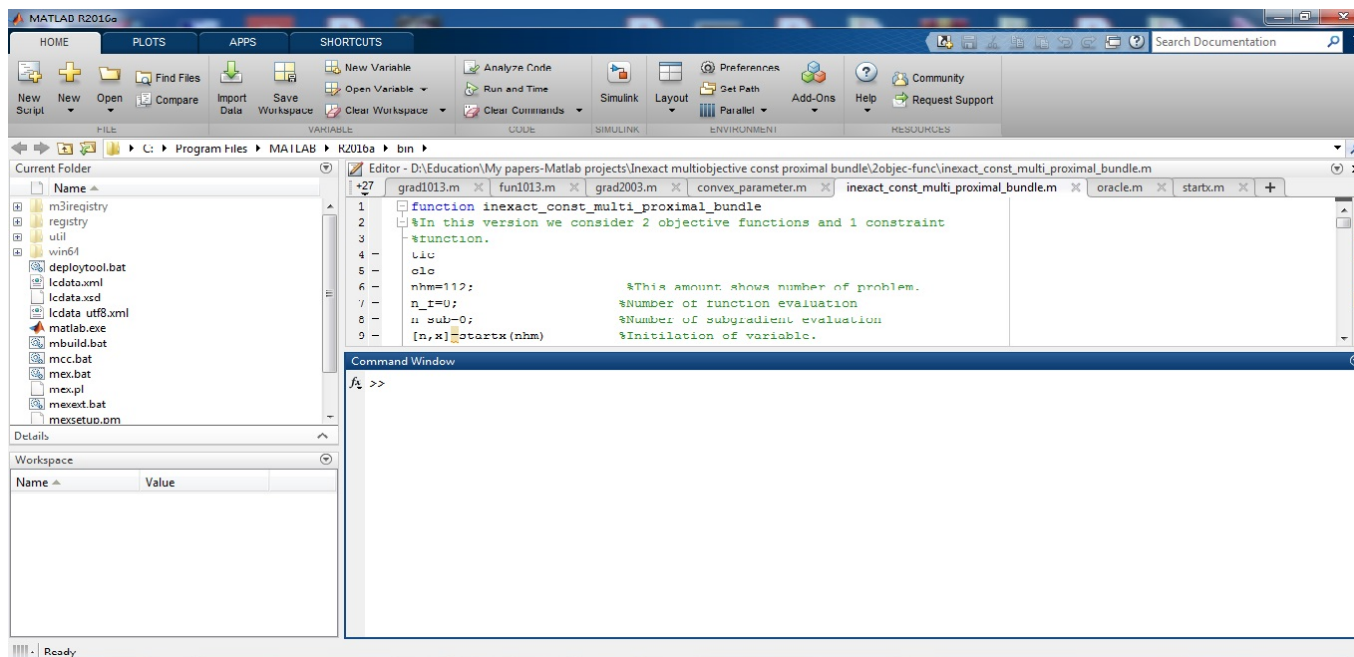 MATLAB R2016a
HOME PLOTS APPS SHORTCUTS Search Documentation
New Script New Open Find Files Compare Import Data Save Workspace New Variable Open Variable Clear Workspace Analyze Code Run and Time Clear Commands Simulink Layout Preferences Set Path Parallel Add-Ons Help Community Request Support
FILE VARIABLE CODE SIMULINK ENVIRONMENT RESOURCES
C: Program Files MATLAB R2016a bin
Current Folder
Name
m3iregistry
registry
util
win64
deploytool.bat
lcdata.xml
lcdata.xsd
lcdata_utf8.xml
matlab.exe
mbuild.bat
mcc.bat
mex.bat
mex.pl
mexext.bat
mexsetup.pm
Details
Workspace
Name Value
Editor - D:\Education\My papers-Matlab projects\Inexact multiobjective const proximal bundle\2objec-func\inexact_const_multi_proximal_bundle.m
+27 grad1013.m fun1013.m grad2003.m convex_parameter.m inexact_const_multi_proximal_bundle.m oracle.m startx.m +
1 function inexact_const_multi_proximal_bundle
2 %In this version we consider 2 objective functions and 1 constraint
3 %function.
4 - tic
5 - clc
6 - nhm=112; %This amount shows number of problem.
7 - n_f=0; %Number of function evaluation
8 - n_sub=0; %Number of subgradient evaluation
9 - [n,x]=startx(nhm) %Initilation of variable.
Command Window
fx >>
Ready